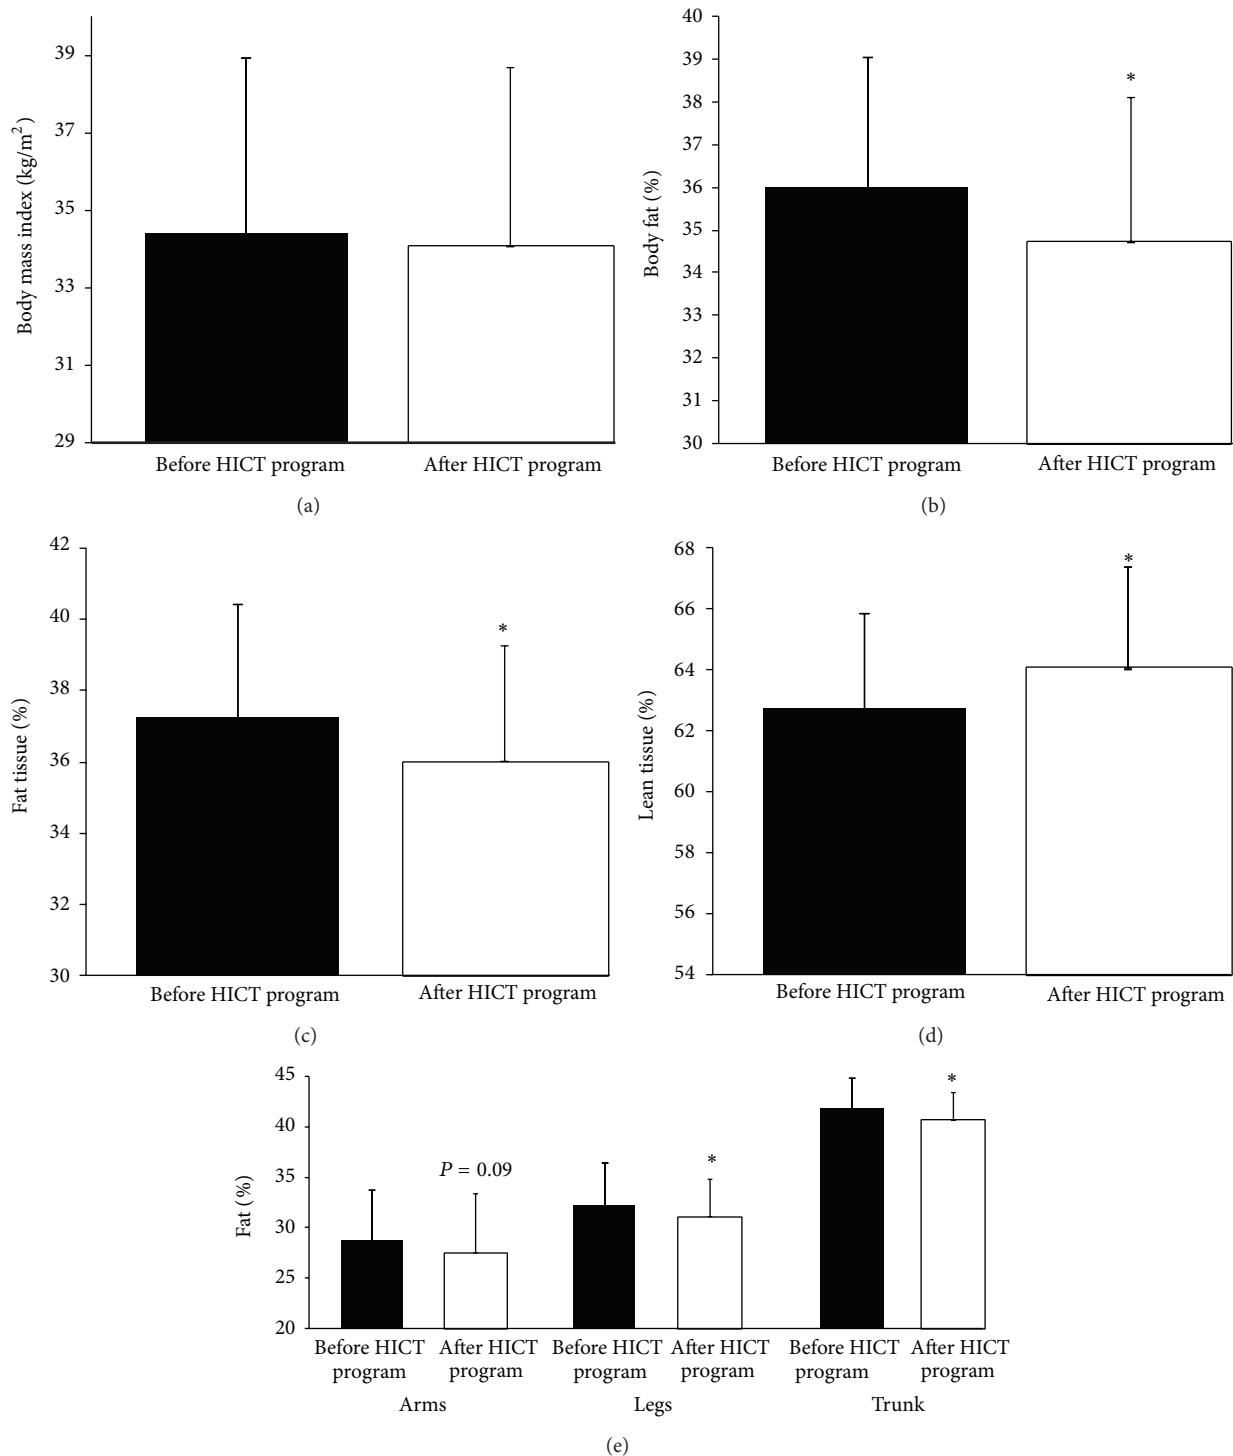 39
37
35
33
31
29
Body mass index (kg/m²)
Before HICT program
After HICT program
(a)
40
39
38
37
36
35
34
33
32
31
30
Body fat (%)
*
Before HICT program
After HICT program
(b)
42
40
38
36
34
32
30
Fat tissue (%)
*
Before HICT program
After HICT program
(c)
68
66
64
62
60
58
56
54
Lean tissue (%)
*
Before HICT program
After HICT program
(d)
45
40
35
30
25
20
Fat (%)
P = 0.09
*
*
Before HICT
program
After HICT
program
Before HICT
program
After HICT
program
Before HICT
program
After HICT
program
Arms
Legs
Trunk
(e)